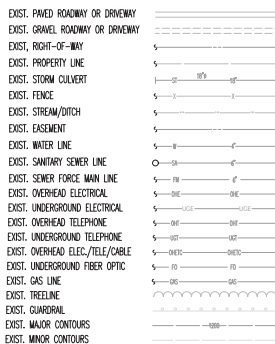 EXIST. PAVED ROADWAY OR DRIVEWAY
EXIST. GRAVEL ROADWAY OR DRIVEWAY
EXIST, RIGHT-OF-WAY
EXIST. PROPERTY LINE
EXIST. STORM CULVERT ST 18"ø 18"
EXIST. FENCE X X
EXIST. STREAM/DITCH
EXIST. EASEMENT
EXIST. WATER LINE W 6"
EXIST. SANITARY SEWER LINE SA 6"
EXIST. SEWER FORCE MAIN LINE FM 6"
EXIST. OVERHEAD ELECTRICAL OHE OHE
EXIST. UNDERGROUND ELECTRICAL UGE UGE
EXIST. OVERHEAD TELEPHONE OHT OHT
EXIST. UNDERGROUND TELEPHONE UGT UGT
EXIST. OVERHEAD ELEC./TELE/CABLE OHETC OHETC
EXIST. UNDERGROUND FIBER OPTIC FO FO
EXIST. GAS LINE GAS GAS
EXIST. TREELINE
EXIST. GUARDRAIL
EXIST. MAJOR CONTOURS 1200
EXIST. MINOR CONTOURS